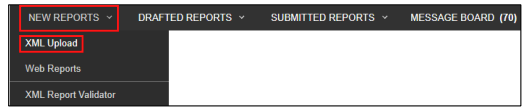 NEW REPORTS DRAFTED REPORTS SUBMITTED REPORTS MESSAGE BOARD (70)
XML Upload
Web Reports
XML Report Validator